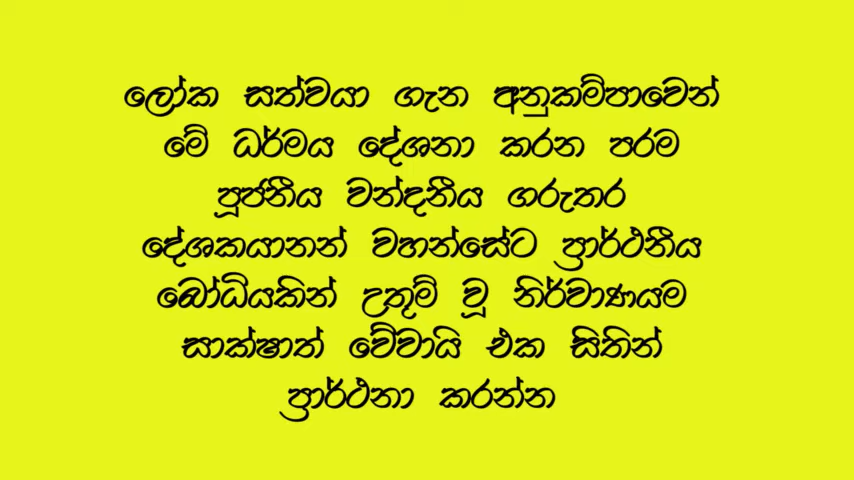 ලෝක සත්වයා ගැන අනුකම්පාවෙන්
මේ ධර්මය දේශනා කරන පරම
පූජනීය වන්දනීය ගරුතර
දේශකයානන් වහන්සේට ප්‍රාර්ථනීය
බෝධියකින් උතුම් වූ නිර්වාණයම
සාක්ෂාත් වේවායි එක සිතින්
ප්‍රාර්ථනා කරන්න